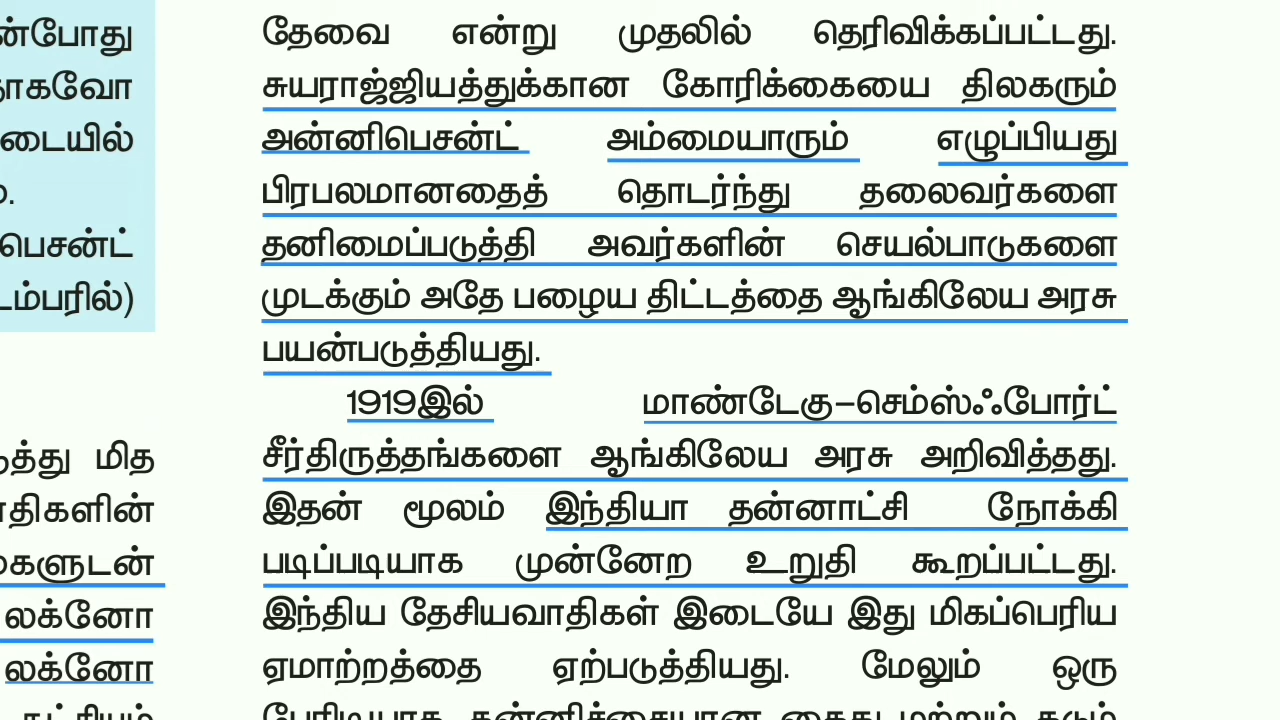 ன்போது
ாகவோ
டையில்
பெசன்ட்
டம்பரில்)
த்து மித
திகளின்
களுடன்
லக்னோ
லக்னோ
தேவை என்று முதலில் தெரிவிக்கப்பட்டது.
சுயராஜ்ஜியத்துக்கான கோரிக்கையை திலகரும்
அன்னிபெசன்ட் அம்மையாரும் எழுப்பியது
பிரபலமானதைத் தொடர்ந்து தலைவர்களை
தனிமைப்படுத்தி அவர்களின் செயல்பாடுகளை
முடக்கும் அதே பழைய திட்டத்தை ஆங்கிலேய அரசு
பயன்படுத்தியது.
1919இல் மாண்டேகு–செம்ஸ்ஃபோர்ட்
சீர்திருத்தங்களை ஆங்கிலேய அரசு அறிவித்தது.
இதன் மூலம் இந்தியா தன்னாட்சி நோக்கி
படிப்படியாக முன்னேற உறுதி கூறப்பட்டது.
இந்திய தேசியவாதிகள் இடையே இது மிகப்பெரிய
ஏமாற்றத்தை ஏற்படுத்தியது. மேலும் ஒரு